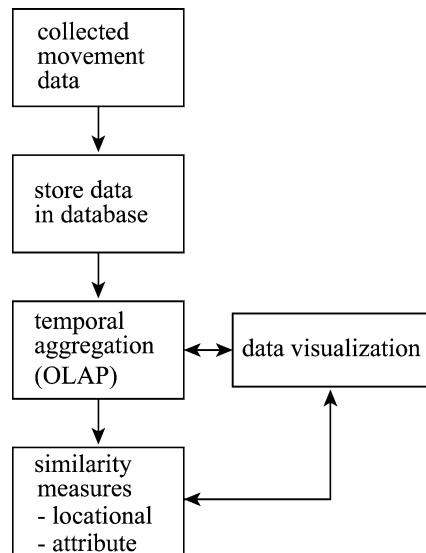 collected
movement
data
store data
in database
temporal
aggregation
(OLAP)
data visualization
similarity
measures
- locational
- attribute